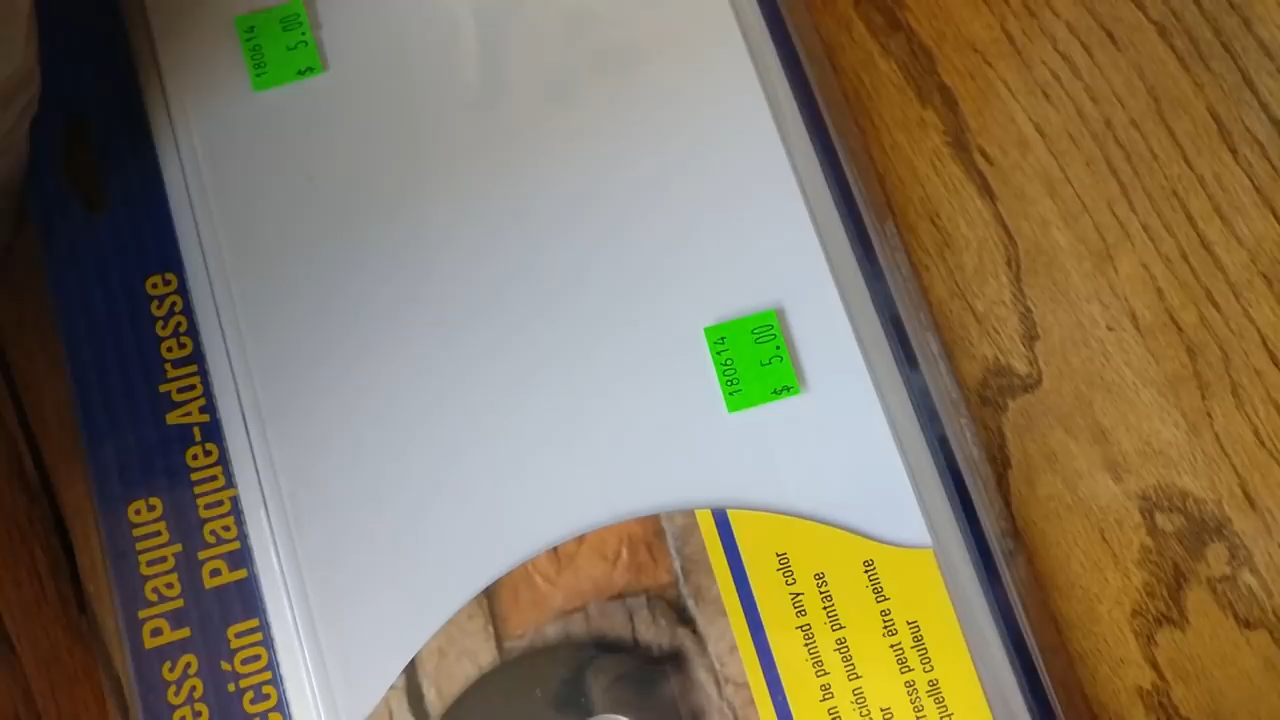 180614
$ 5.00
180614
$ 5.00
ess Plaque
cción Plaque-Adresse
an be painted any color
ción puede pintarse
or
resse peut être peinte
quelle couleur